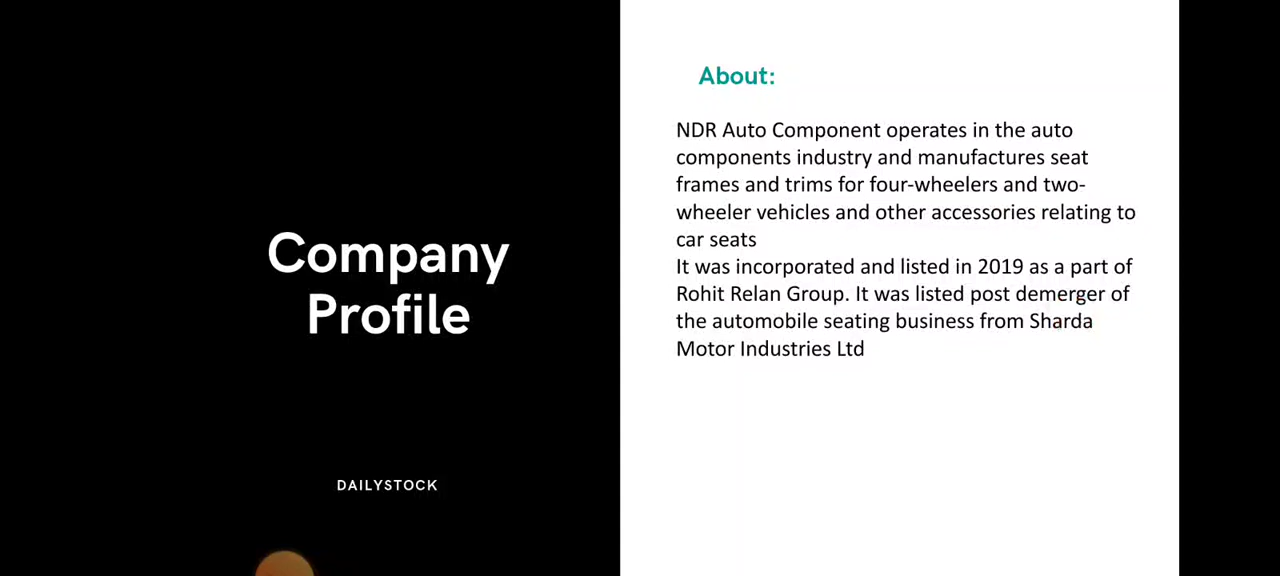 Company
Profile
DAILYSTOCK
About:
NDR Auto Component operates in the auto
components industry and manufactures seat
frames and trims for four-wheelers and two-
wheeler vehicles and other accessories relating to
car seats
It was incorporated and listed in 2019 as a part of
Rohit Relan Group. It was listed post demerger of
the automobile seating business from Sharda
Motor Industries Ltd